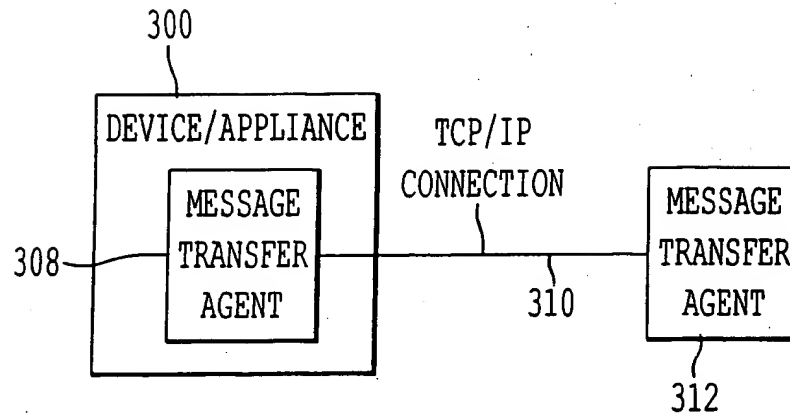 300
DEVICE/APPLIANCE
MESSAGE
TRANSFER
AGENT
308
TCP/IP
CONNECTION
310
MESSAGE
TRANSFER
AGENT
312